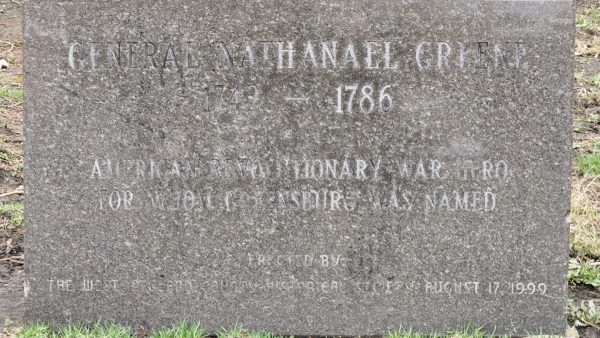 GENERAL NATHANAEL GREENE
1742 – 1786
AMERICAN REVOLUTIONARY WAR HERO
FOR WHOM GREENSBURG WAS NAMED
ERECTED BY
THE WESTMORELAND COUNTY HISTORICAL SOCIETY AUGUST 17, 1999